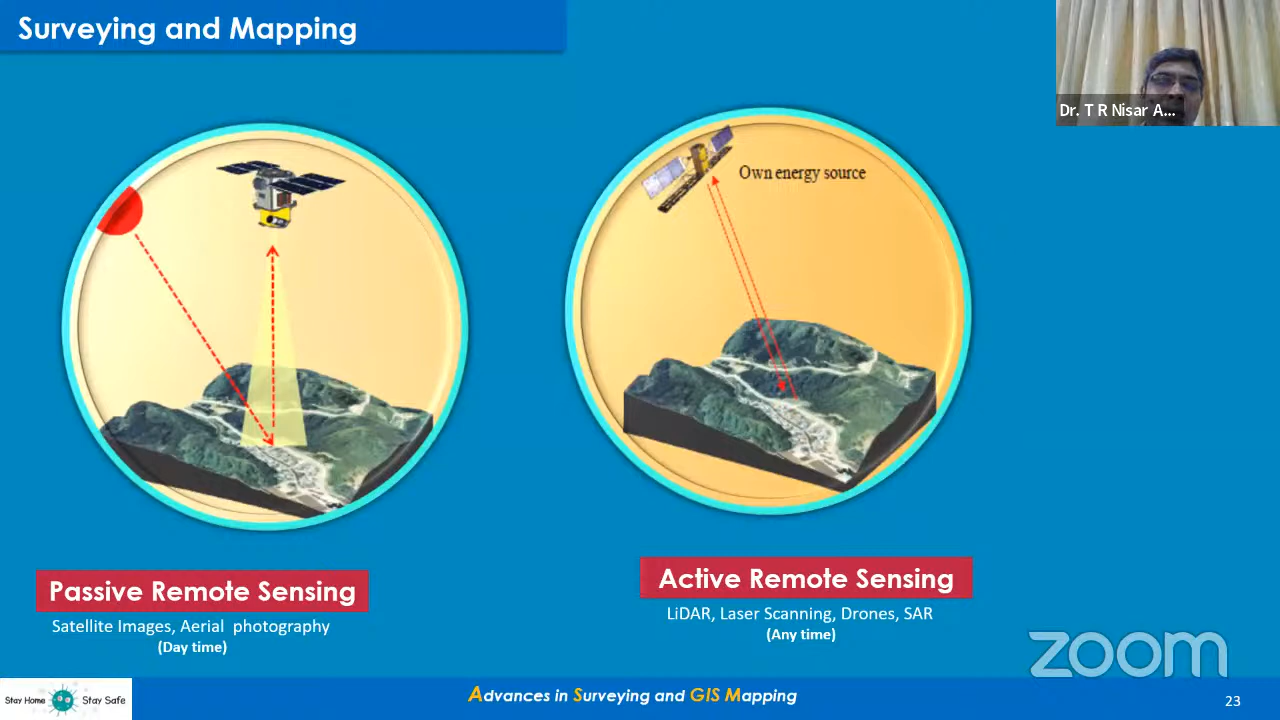 Surveying and Mapping
Dr. T R Nisar A...
Own energy source
Passive Remote Sensing
Satellite Images, Aerial photography
(Day time)
Active Remote Sensing
LiDAR, Laser Scanning, Drones, SAR
(Any time)
zoom
Stay Home Stay Safe
Advances in Surveying and GIS Mapping
23